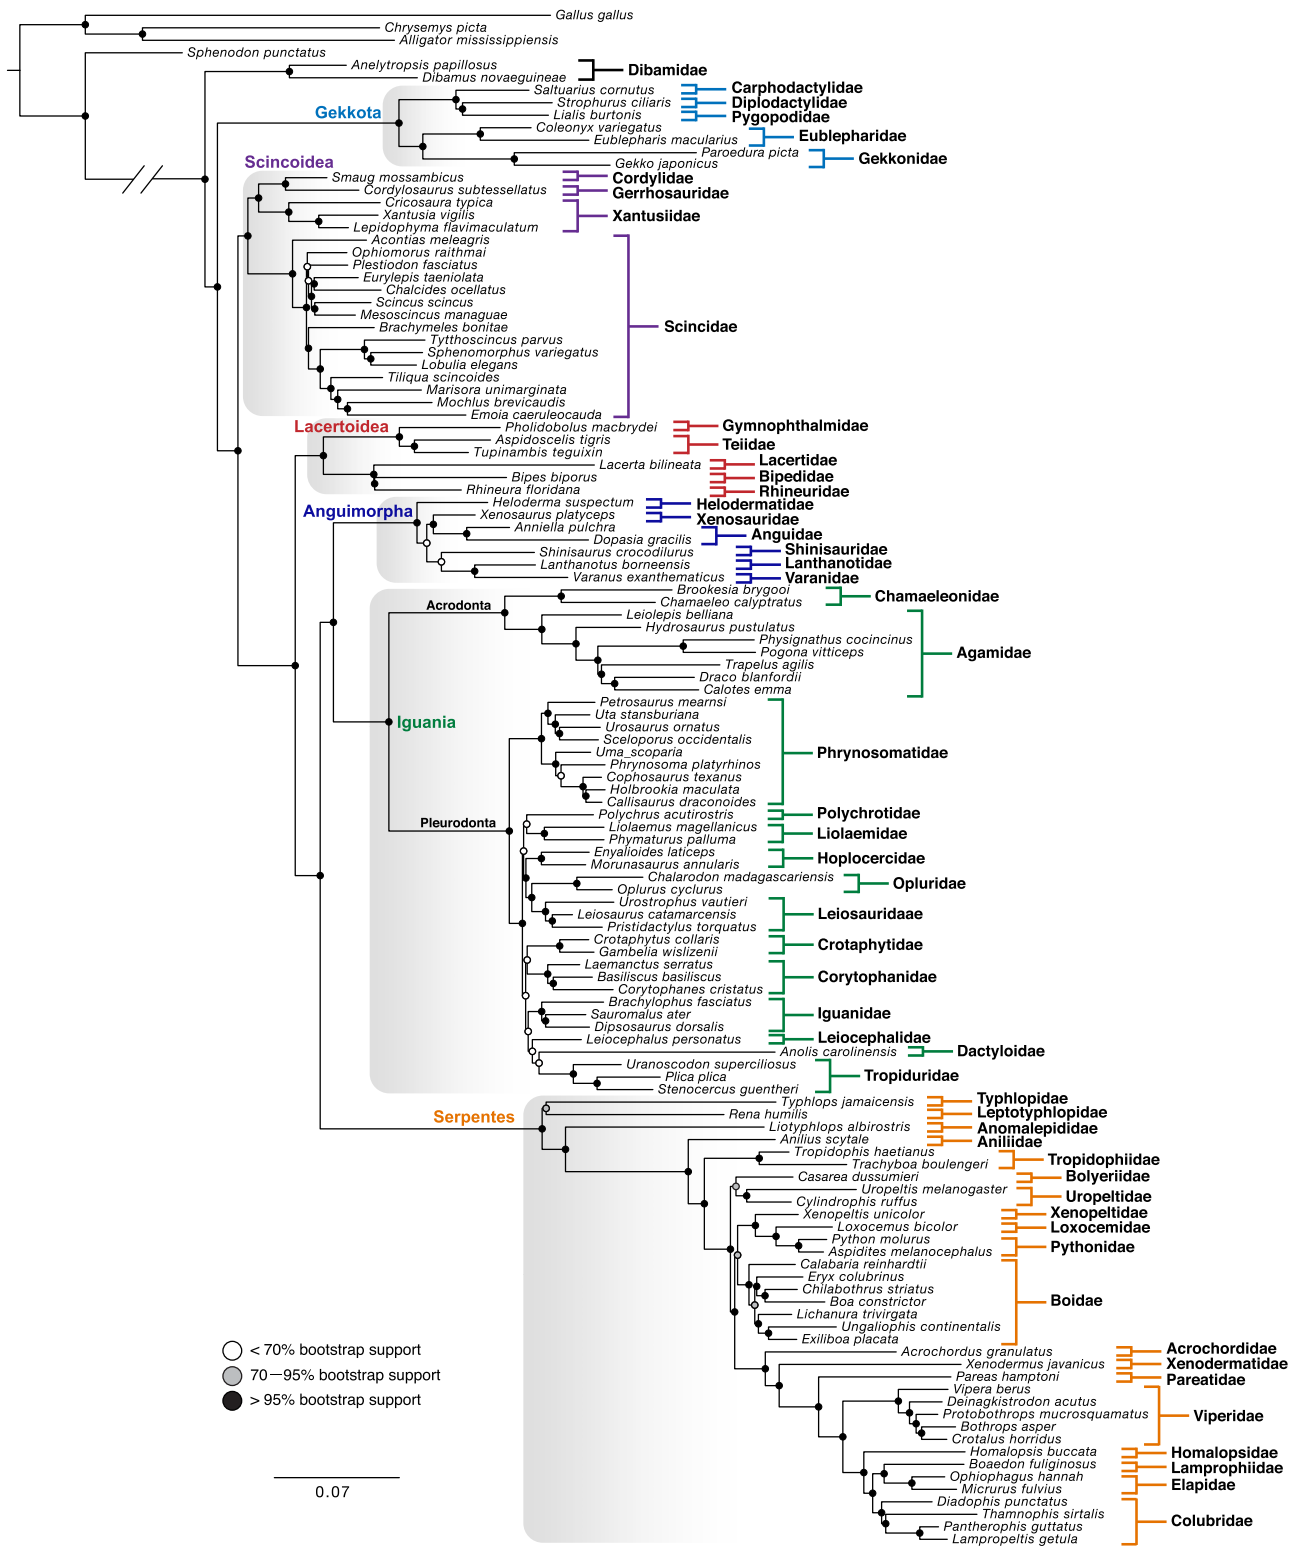 Gallus gallus
Chrysemys picta
Alligator mississippiensis
Sphenodon punctatus
Anelytropsis papillosus
Dibamidae
Dibamus novaeguineae
Saltuarius cornutus
Carphodactylidae
Strophurus ciliaris
Diplodactylidae
Gekkota
Lialis burtonis
Pygopodidae
Coleonyx variegatus
Eublepharis macularius
Eublepharidae
Paroedura picta
Gekkonidae
Gekko japonicus
Scincoidea
Smaug mossambicus
Cordylidae
Cordylosaurus subtessellatus
Gerrhosauridae
Cricosaura typica
Xantusia vigilis
Xantusiidae
Lepidophyma flavimaculatum
Acontias meleagris
Ophiomorus raithmai
Plestiodon fasciatus
Eurylepis taeniolata
Chalcides ocellatus
Scincus scincus
Mesoscincus managuae
Brachymeles bonitae
Scincidae
Tytthoscincus parvus
Sphenomorphus variegatus
Lobulia elegans
Tiliqua scincoides
Marisora unimarginata
Mochlus brevicaudis
Emoia caeruleocauda
Lacertoidea
Pholidobolus macbrydei
Gymnophthalmidae
Aspidoscelis tigris
Teiidae
Tupinambis teguixin
Lacerta bilineata
Lacertidae
Bipes biporus
Bipedidae
Rhineura floridana
Rhineuridae
Anguimorpha
Heloderma suspectum
Helodermatidae
Xenosaurus platyceps
Xenosauridae
Anniella pulchra
Anguidae
Dopasia gracilis
Shinisaurus crocodilurus
Shinisauridae
Lanthanotus borneensis
Lanthanotidae
Varanus exanthematicus
Varanidae
Brookesia brygooi
Chamaeleonidae
Acrodonta
Chamaeleo calyptratus
Leiolepis belliana
Hydrosaurus pustulatus
Physignathus cocincinus
Pogona vitticeps
Agamidae
Trapelus agilis
Draco blanfordii
Calotes emma
Iguania
Petrosaurus mearnsi
Uta stansburiana
Urosaurus ornatus
Sceloporus occidentalis
Uma_scoparia
Phrynosomatidae
Phrynosoma platyrhinos
Cophosaurus texanus
Holbrookia maculata
Callisaurus draconoides
Polychrus acutirostris
Polychrotidae
Pleurodonta
Liolaemus magellanicus
Liolaemidae
Phymaturus palluma
Enyalioides laticeps
Hoplocercidae
Morunasaurus annularis
Chalarodon madagascariensis
Opluridae
Oplurus cyclurus
Urostrophus vautieri
Leiosaurus catamarcensis
Leiosauridaae
Pristidactylus torquatus
Crotaphytus collaris
Crotaphytidae
Gambelia wislizenii
Laemanctus serratus
Basiliscus basiliscus
Corytophanidae
Corytophanes cristatus
Brachylophus fasciatus
Sauromalus ater
Iguanidae
Dipsosaurus dorsalis
Leiocephalus personatus
Leiocephalidae
Anolis carolinensis
Dactyloidae
Uranoscodon superciliosus
Plica plica
Tropiduridae
Stenocercus guentheri
Serpentes
Typhlops jamaicensis
Typhlopidae
Rena humilis
Leptotyphlopidae
Liotyphlops albirostris
Anomalepididae
Anilius scytale
Aniliidae
Tropidophis haetianus
Tropidophiidae
Trachyboa boulengeri
Casarea dussumieri
Bolyeriidae
Uropeltis melanogaster
Uropeltidae
Cylindrophis ruffus
Xenopeltis unicolor
Xenopeltidae
Loxocemus bicolor
Loxocemidae
Python molurus
Pythonidae
Aspidites melanocephalus
Calabaria reinhardtii
Eryx colubrinus
Chilabothrus striatus
Boa constrictor
Boidae
Lichanura trivirgata
Ungaliophis continentalis
Exiliboa placata
Acrochordus granulatus
Acrochordidae
Xenodermus javanicus
Xenodermatidae
Pareas hamptoni
Pareatidae
Vipera berus
Deinagkistrodon acutus
Protobothrops mucrosquamatus
Viperidae
Bothrops asper
Crotalus horridus
Homalopsis buccata
Homalopsidae
Boaedon fuliginosus
Lamprophiidae
Ophiophagus hannah
Elapidae
Micrurus fulvius
Diadophis punctatus
Thamnophis sirtalis
Colubridae
Pantherophis guttatus
Lampropeltis getula
< 70% bootstrap support
70—95% bootstrap support
> 95% bootstrap support
0.07